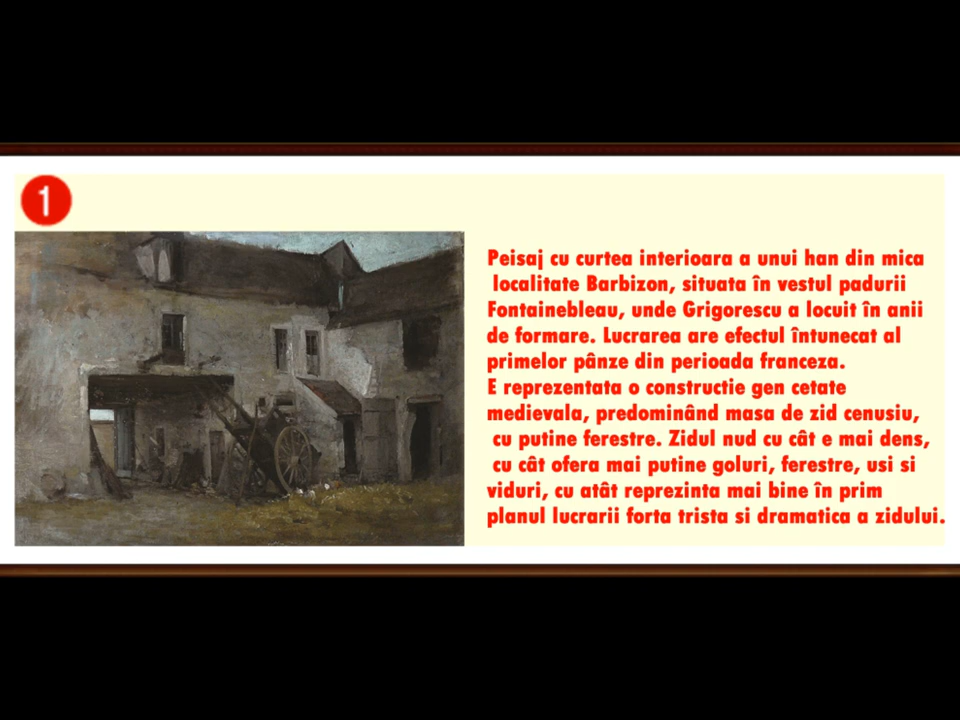 1
Peisaj cu curtea interioara a unui han din mica
localitate Barbizon, situata în vestul padurii
Fontainebleau, unde Grigorescu a locuit în anii
de formare. Lucrarea are efectul întunecat al
primelor pânze din perioada franceza.
E reprezentata o constructie gen cetate
medievala, predominând masa de zid cenusiu,
cu putine ferestre. Zidul nud cu cât e mai dens,
cu cât ofera mai putine goluri, ferestre, usi si
viduri, cu atât reprezinta mai bine în prim
planul lucrarii forta trista si dramatica a zidului.